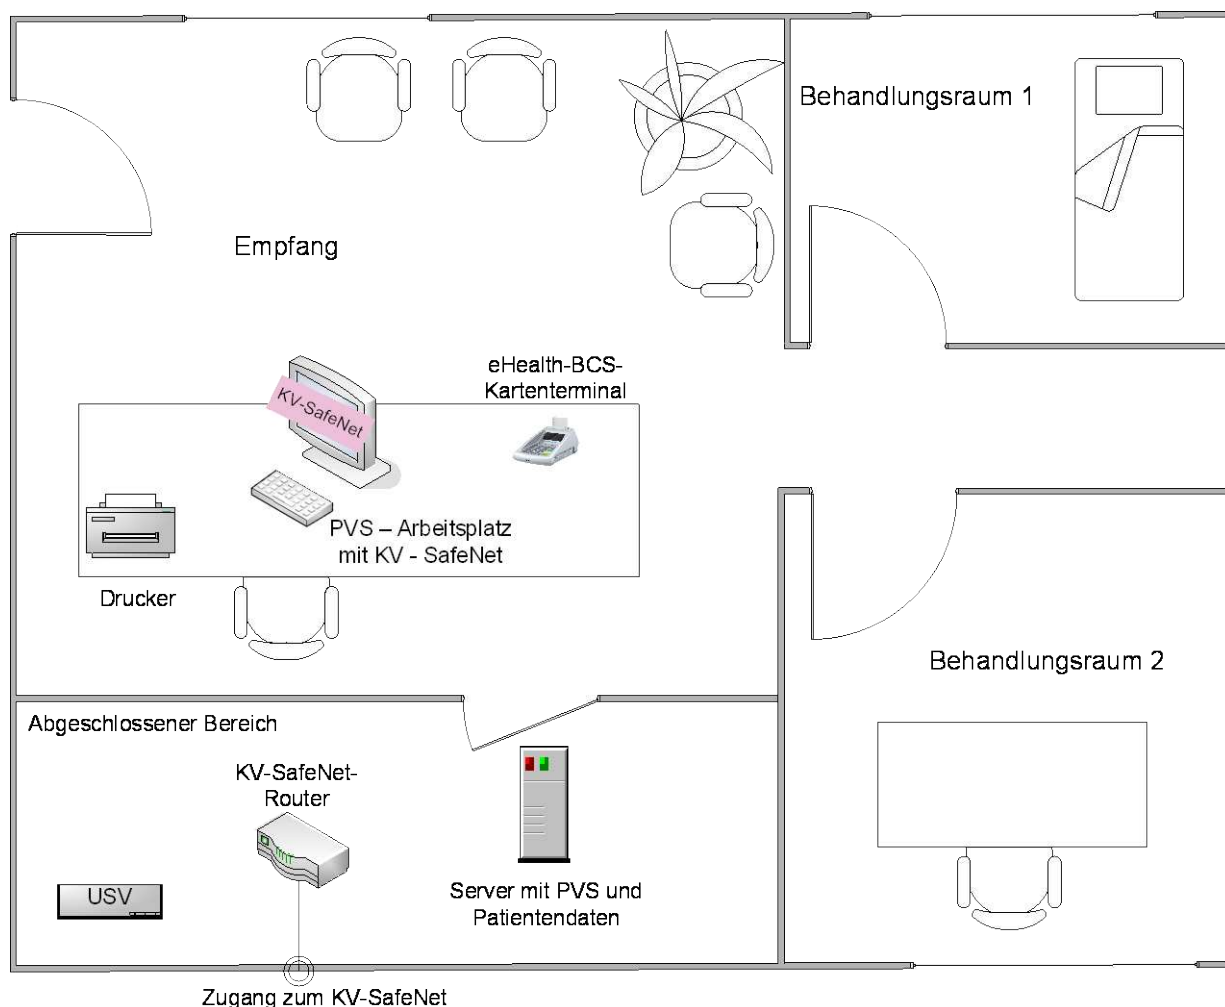 Behandlungsraum 1
Empfang
eHealth-BCS-
Kartenterminal
KV-SafeNet
PVS – Arbeitsplatz
mit KV - SafeNet
Drucker
Behandlungsraum 2
Abgeschlossener Bereich
KV-SafeNet-
Router
USV
Server mit PVS und
Patientendaten
Zugang zum KV-SafeNet